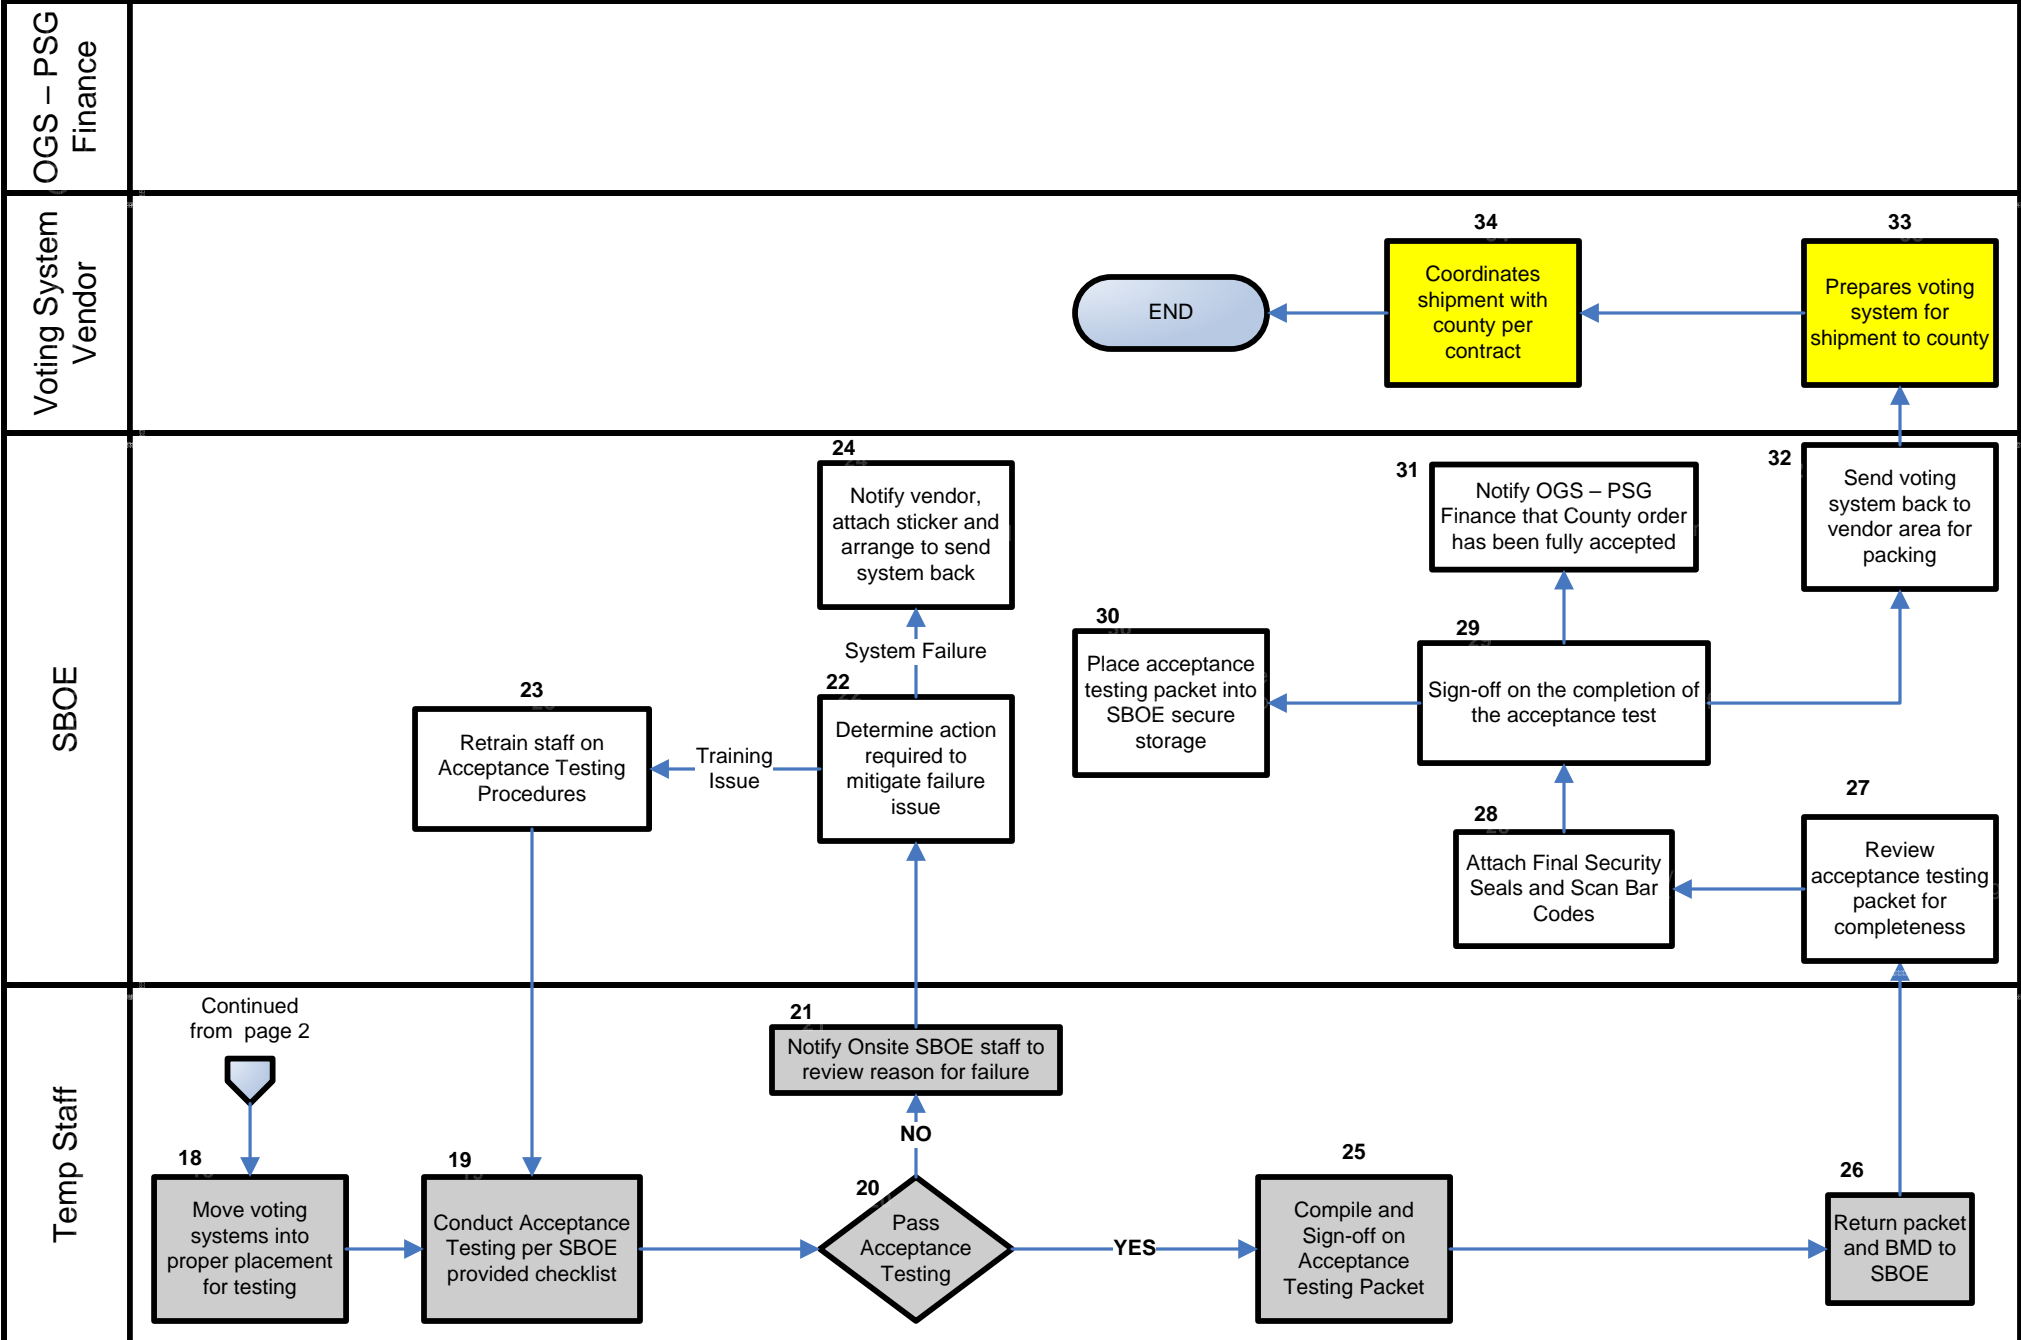 OGS – PSG
Finance
Voting System
Vendor
34
Coordinates
shipment with
county per
contract
33
Prepares voting
system for
shipment to county
END
SBOE
24
Notify vendor,
attach sticker and
arrange to send
system back
System Failure
23
Retrain staff on
Acceptance Testing
Procedures
Training
Issue
22
Determine action
required to
mitigate failure
issue
31
Notify OGS – PSG
Finance that County order
has been fully accepted
32
Send voting
system back to
vendor area for
packing
30
Place acceptance
testing packet into
SBOE secure
storage
29
Sign-off on the completion of
the acceptance test
28
Attach Final Security
Seals and Scan Bar
Codes
27
Review
acceptance testing
packet for
completeness
Temp Staff
Continued
from page 2
18
Move voting
systems into
proper placement
for testing
19
Conduct Acceptance
Testing per SBOE
provided checklist
21
Notify Onsite SBOE staff to
review reason for failure
NO
20
Pass
Acceptance
Testing
YES
25
Compile and
Sign-off on
Acceptance
Testing Packet
26
Return packet
and BMD to
SBOE